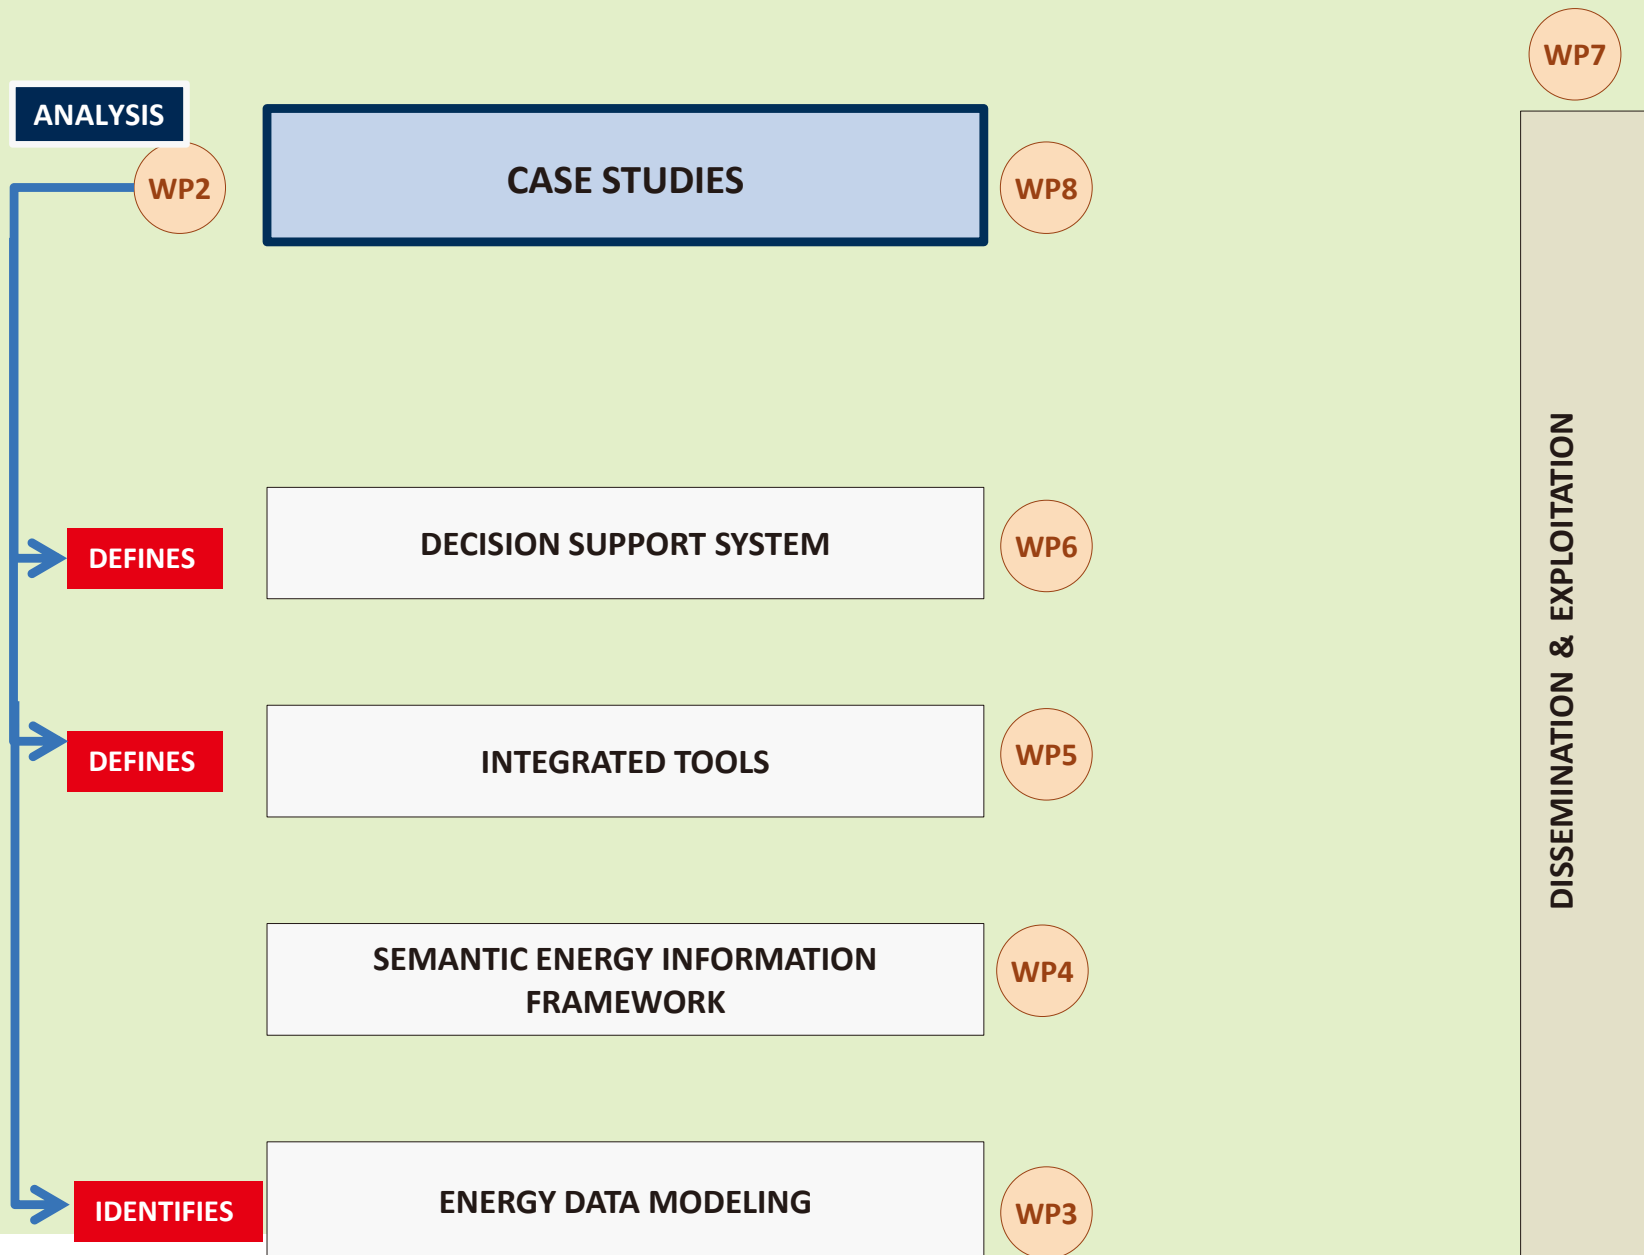 WP7
ANALYSIS
WP2
CASE STUDIES
WP8
DEFINES
DECISION SUPPORT SYSTEM
WP6
DEFINES
INTEGRATED TOOLS
WP5
SEMANTIC ENERGY INFORMATION
FRAMEWORK
WP4
IDENTIFIES
ENERGY DATA MODELING
WP3
DISSEMINATION & EXPLOITATION